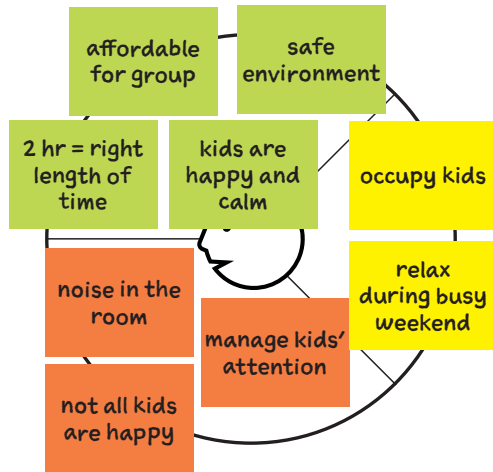 affordable
for group
safe
environment
2 hr = right
length of
time
kids are
happy and
calm
occupy kids
relax
during busy
weekend
noise in the
room
manage kids'
attention
not all kids
are happy